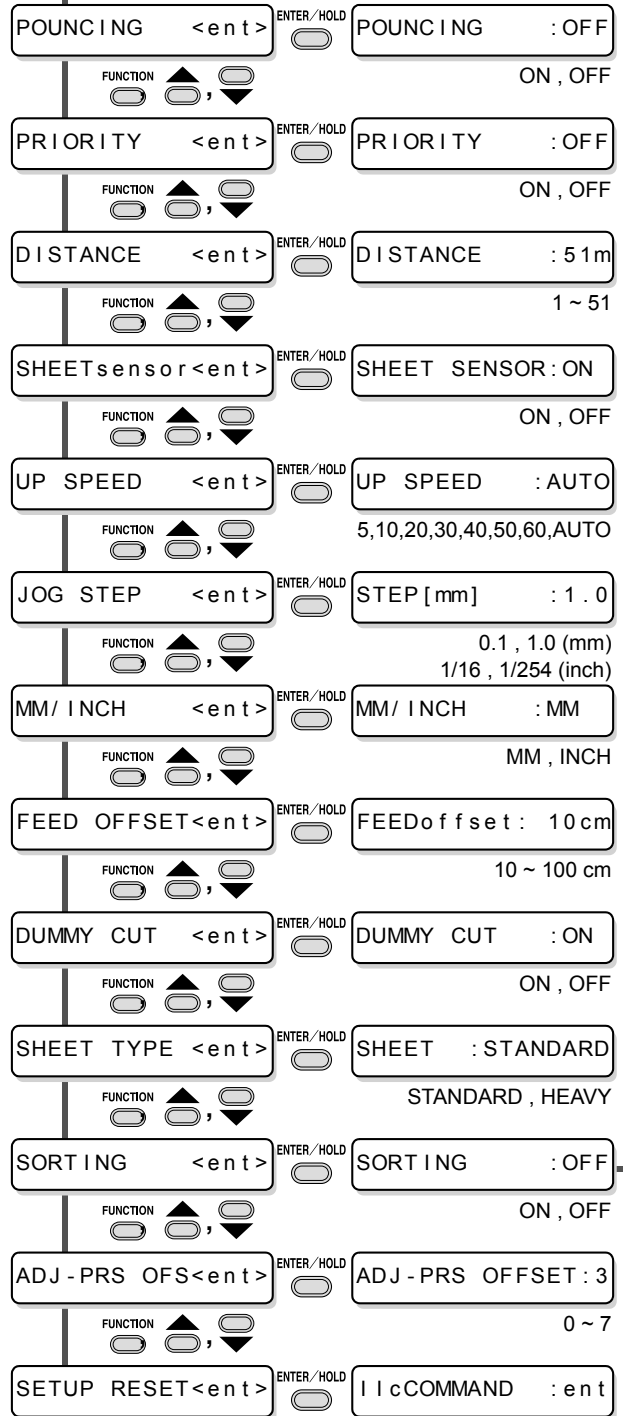 POUNCING <ent> ENTER/HOLD POUNCING :OFF
FUNCTION , , ON , OFF
PRIORITY <ent> ENTER/HOLD PRIORITY :OFF
FUNCTION , , ON , OFF
DISTANCE <ent> ENTER/HOLD DISTANCE :51m
FUNCTION , , 1 ~ 51
SHEETsensor<ent> ENTER/HOLD SHEET SENSOR:ON
FUNCTION , , ON , OFF
UP SPEED <ent> ENTER/HOLD UP SPEED :AUTO
FUNCTION , , 5,10,20,30,40,50,60,AUTO
JOG STEP <ent> ENTER/HOLD STEP[mm] :1.0
FUNCTION , , 0.1 , 1.0 (mm)
1/16 , 1/254 (inch)
MM/INCH <ent> ENTER/HOLD MM/INCH :MM
FUNCTION , , MM , INCH
FEED OFFSET<ent> ENTER/HOLD FEEDoffset: 10cm
FUNCTION , , 10 ~ 100 cm
DUMMY CUT <ent> ENTER/HOLD DUMMY CUT :ON
FUNCTION , , ON , OFF
SHEET TYPE <ent> ENTER/HOLD SHEET :STANDARD
FUNCTION , , STANDARD , HEAVY
SORTING <ent> ENTER/HOLD SORTING :OFF
FUNCTION , , ON , OFF
ADJ-PRS OFS<ent> ENTER/HOLD ADJ-PRS OFFSET:3
FUNCTION , , 0 ~ 7
SETUP RESET<ent> ENTER/HOLD IIcCOMMAND :ent